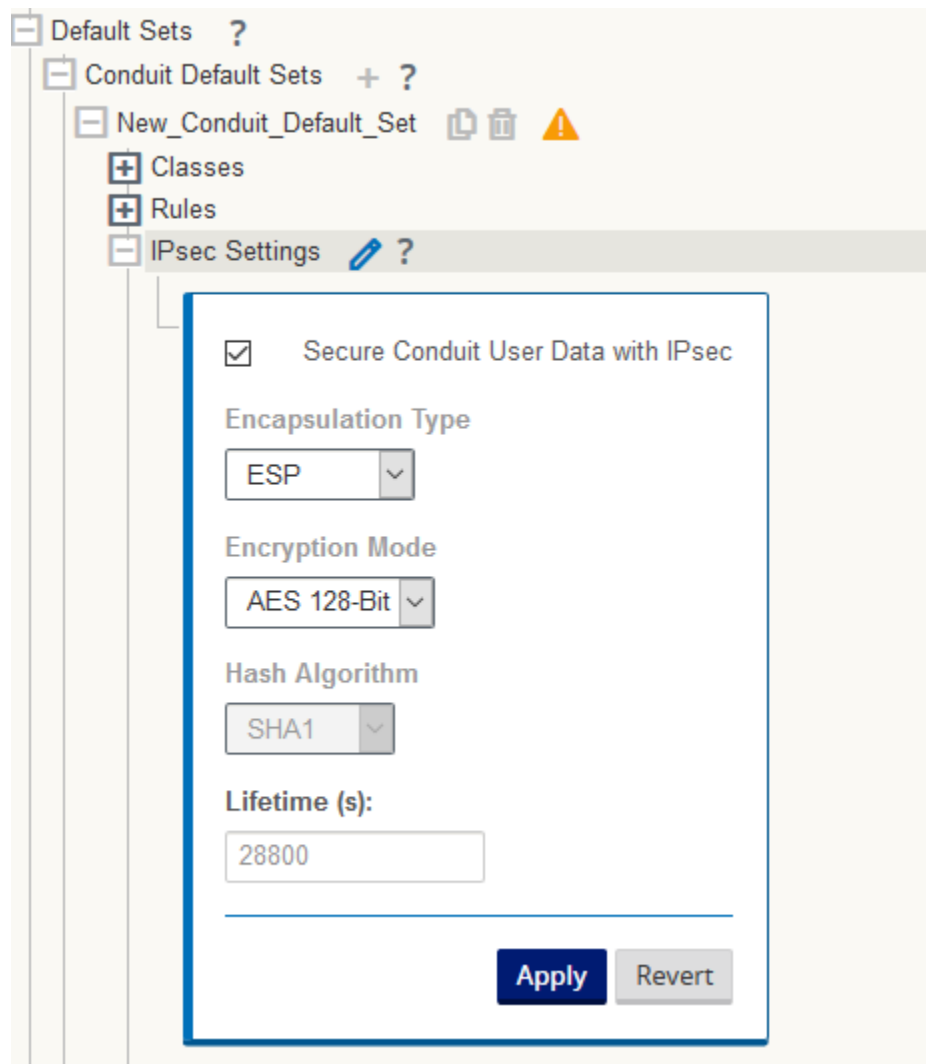 Default Sets ?
Conduit Default Sets + ?
New_Conduit_Default_Set
Classes
Rules
IPsec Settings ?
Secure Conduit User Data with IPsec
Encapsulation Type
ESP
Encryption Mode
AES 128-Bit
Hash Algorithm
SHA1
Lifetime (s):
28800
Apply Revert